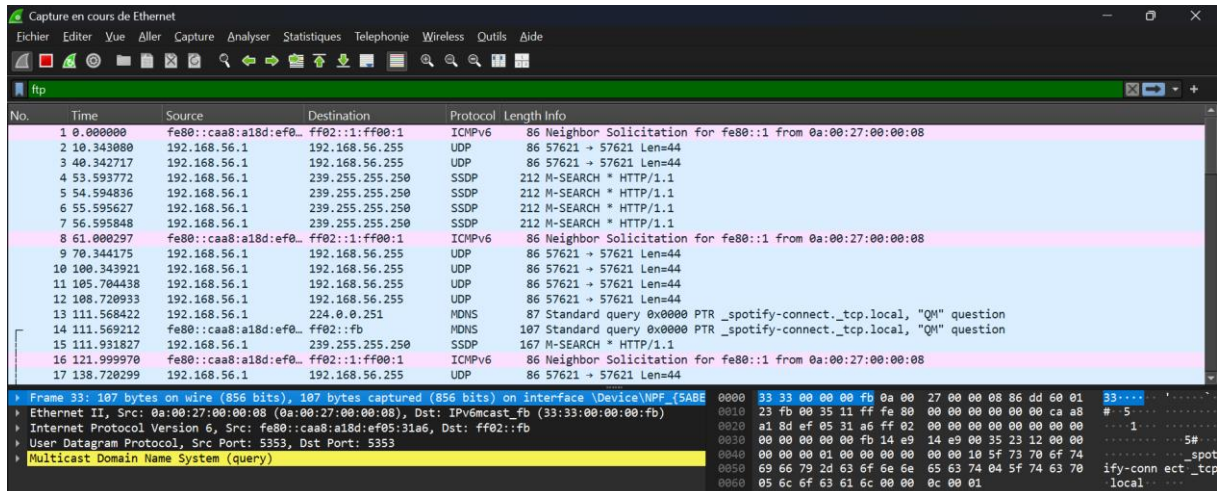 Capture en cours de Ethernet
Fichier Editer Vue Aller Capture Analyser Statistiques Telephonie Wireless Outils Aide
ftp
No. Time Source Destination Protocol Length Info
1 0.000000 fe80::caa8:a18d:ef0… ff02::1:ff00:1 ICMPv6 86 Neighbor Solicitation for fe80::1 from 0a:00:27:00:00:08
2 10.343080 192.168.56.1 192.168.56.255 UDP 86 57621 → 57621 Len=44
3 40.342717 192.168.56.1 192.168.56.255 UDP 86 57621 → 57621 Len=44
4 53.593772 192.168.56.1 239.255.255.250 SSDP 212 M-SEARCH * HTTP/1.1
5 54.594836 192.168.56.1 239.255.255.250 SSDP 212 M-SEARCH * HTTP/1.1
6 55.595627 192.168.56.1 239.255.255.250 SSDP 212 M-SEARCH * HTTP/1.1
7 56.595848 192.168.56.1 239.255.255.250 SSDP 212 M-SEARCH * HTTP/1.1
8 61.000297 fe80::caa8:a18d:ef0… ff02::1:ff00:1 ICMPv6 86 Neighbor Solicitation for fe80::1 from 0a:00:27:00:00:08
9 70.344175 192.168.56.1 192.168.56.255 UDP 86 57621 → 57621 Len=44
10 100.343921 192.168.56.1 192.168.56.255 UDP 86 57621 → 57621 Len=44
11 105.704438 192.168.56.1 192.168.56.255 UDP 86 57621 → 57621 Len=44
12 108.720933 192.168.56.1 192.168.56.255 UDP 86 57621 → 57621 Len=44
13 111.568422 192.168.56.1 224.0.0.251 MDNS 87 Standard query 0x0000 PTR _spotify-connect._tcp.local, "QM" question
14 111.569212 fe80::caa8:a18d:ef0… ff02::fb MDNS 107 Standard query 0x0000 PTR _spotify-connect._tcp.local, "QM" question
15 111.931827 192.168.56.1 239.255.255.250 SSDP 167 M-SEARCH * HTTP/1.1
16 121.999970 fe80::caa8:a18d:ef0… ff02::1:ff00:1 ICMPv6 86 Neighbor Solicitation for fe80::1 from 0a:00:27:00:00:08
17 138.720299 192.168.56.1 192.168.56.255 UDP 86 57621 → 57621 Len=44
Frame 33: 107 bytes on wire (856 bits), 107 bytes captured (856 bits) on interface \Device\NPF_{5ABE
Ethernet II, Src: 0a:00:27:00:00:08 (0a:00:27:00:00:08), Dst: IPv6mcast_fb (33:33:00:00:00:fb)
Internet Protocol Version 6, Src: fe80::caa8:a18d:ef05:31a6, Dst: ff02::fb
User Datagram Protocol, Src Port: 5353, Dst Port: 5353
Multicast Domain Name System (query)
0000 33 33 00 00 00 fb 0a 00 27 00 00 08 86 dd 60 01 33···· ··'·····`·
0010 23 fb 00 35 11 ff fe 80 00 00 00 00 00 00 ca a8 #··5···· ········
0020 a1 8d ef 05 31 a6 ff 02 00 00 00 00 00 00 00 00 ····1··· ········
0030 00 00 00 00 00 fb 14 e9 14 e9 00 35 23 12 00 00 ········ ···5#···
0040 00 00 00 01 00 00 00 00 00 00 10 5f 73 70 6f 74 ········ ···_spot
0050 69 66 79 2d 63 6f 6e 6e 65 63 74 04 5f 74 63 70 ify-conn ect·_tcp
0060 05 6c 6f 63 61 6c 00 00 0c 00 01 ·local·· ···